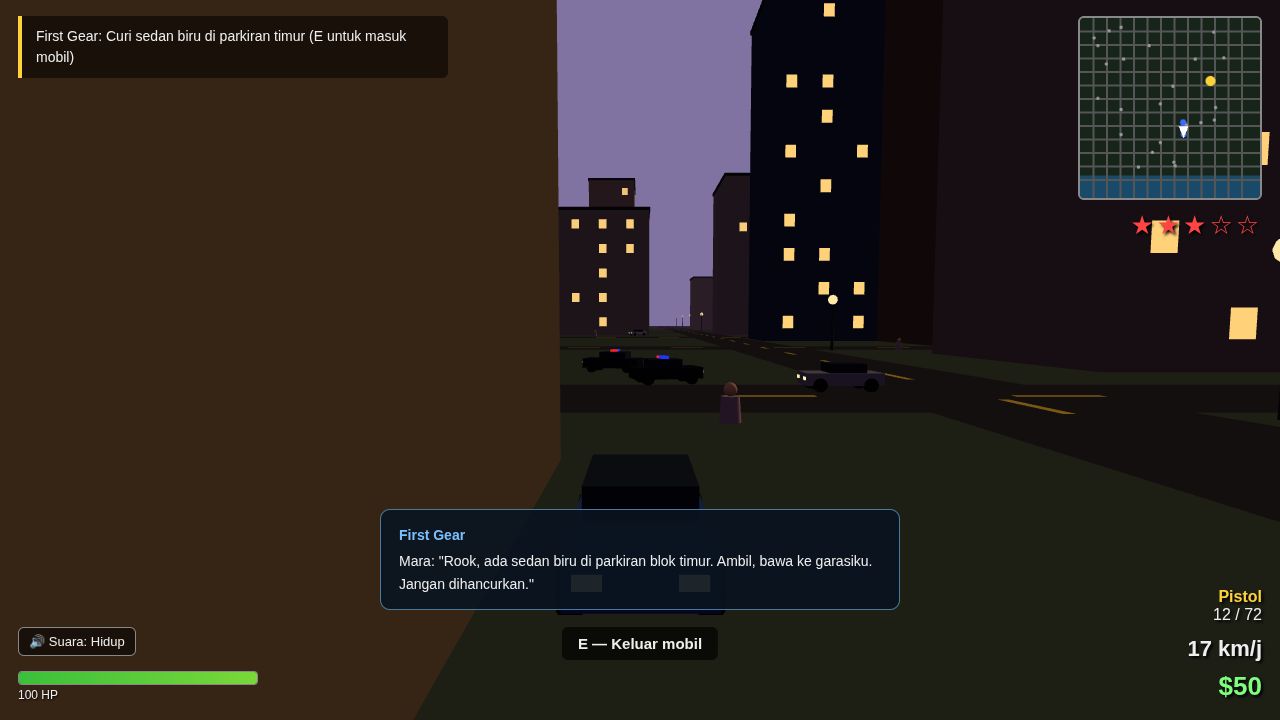 First Gear: Curi sedan biru di parkiran timur (E untuk masuk
mobil)
★★★☆☆
First Gear
Mara: "Rook, ada sedan biru di parkiran blok timur. Ambil, bawa ke garasiku.
Jangan dihancurkan."
E — Keluar mobil
🔊 Suara: Hidup
100 HP
Pistol
12 / 72
17 km/j
$50